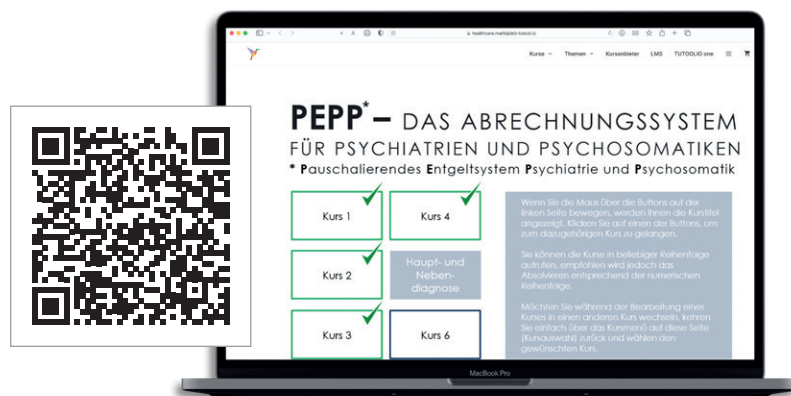 healthcare.marktplatz-tutool.io
Kurse
Themen
Kursanbieter
LMS
TUTOOLIO one
PEPP*– DAS ABRECHNUNGSSYSTEM
FÜR PSYCHIATRIEN UND PSYCHOSOMATIKEN
* Pauschalierendes Entgeltsystem Psychiatrie und Psychosomatik
Kurs 1
Kurs 4
Kurs 2
Haupt- und
Neben-
diagnose
Kurs 3
Kurs 6
Wenn Sie die Maus über die Buttons auf der
linken Seite bewegen, werden Ihnen die Kurstitel
angezeigt. Klicken Sie auf einen der Buttons, um
zum dazugehörigen Kurs zu gelangen.
Sie können die Kurse in beliebiger Reihenfolge
aufrufen, empfohlen wird jedoch das
Absolvieren entsprechend der numerischen
Reihenfolge.
Möchten Sie während der Bearbeitung eines
Kurses in einen anderen Kurs wechseln, kehren
Sie einfach über das Kursmenü auf diese Seite
(Kursauswahl) zurück und wählen den
gewünschten Kurs.
MacBook Pro